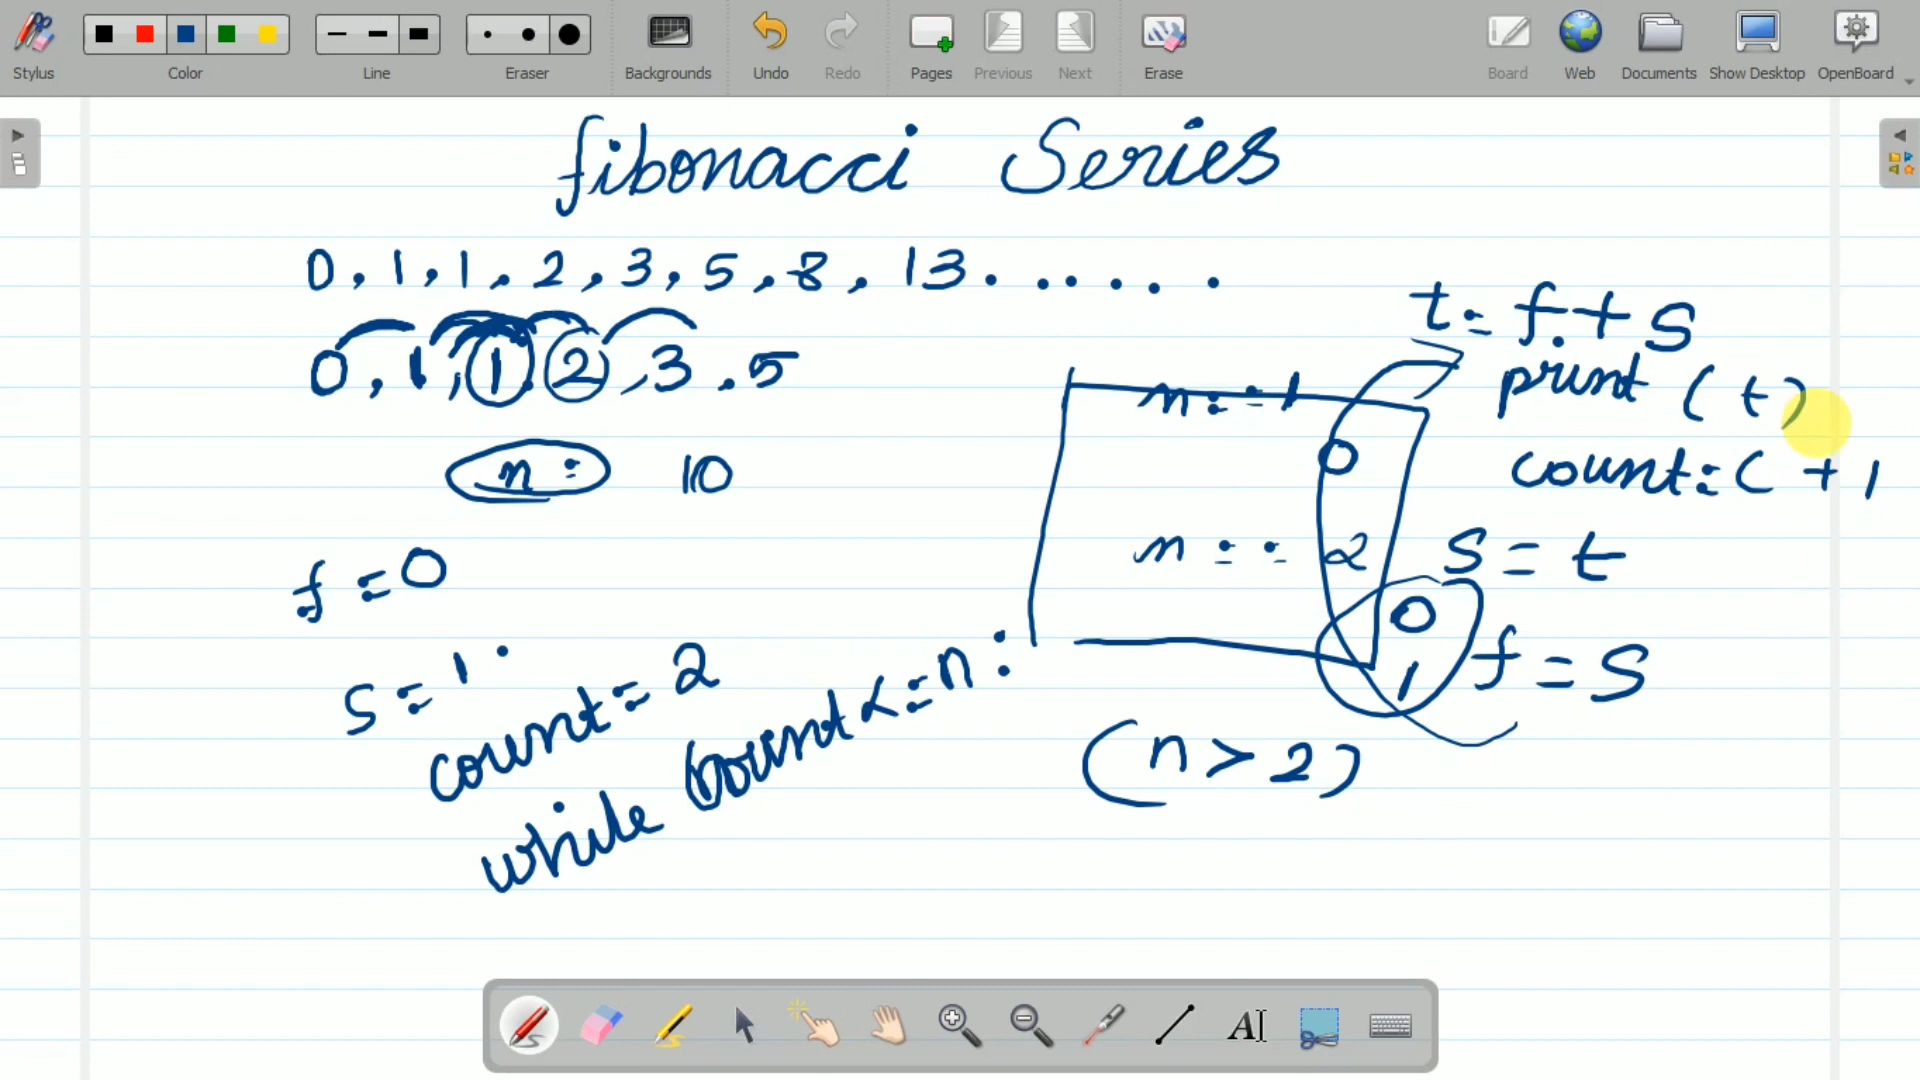 Stylus Color Line Eraser Backgrounds Undo Redo Pages Previous Next Erase Board Web Documents Show Desktop OpenBoard
fibonacci Series
0, 1, 1, 2, 3, 5, 8, 13. . . . . .
0, 1, 1, 2, 3, 5
n = 10
f = 0
s = 1
count = 2
while count <= n :
n == 1
0
n == 2
0
1
(n > 2)
t = f + s
print (t)
count = c + 1
s = t
f = s